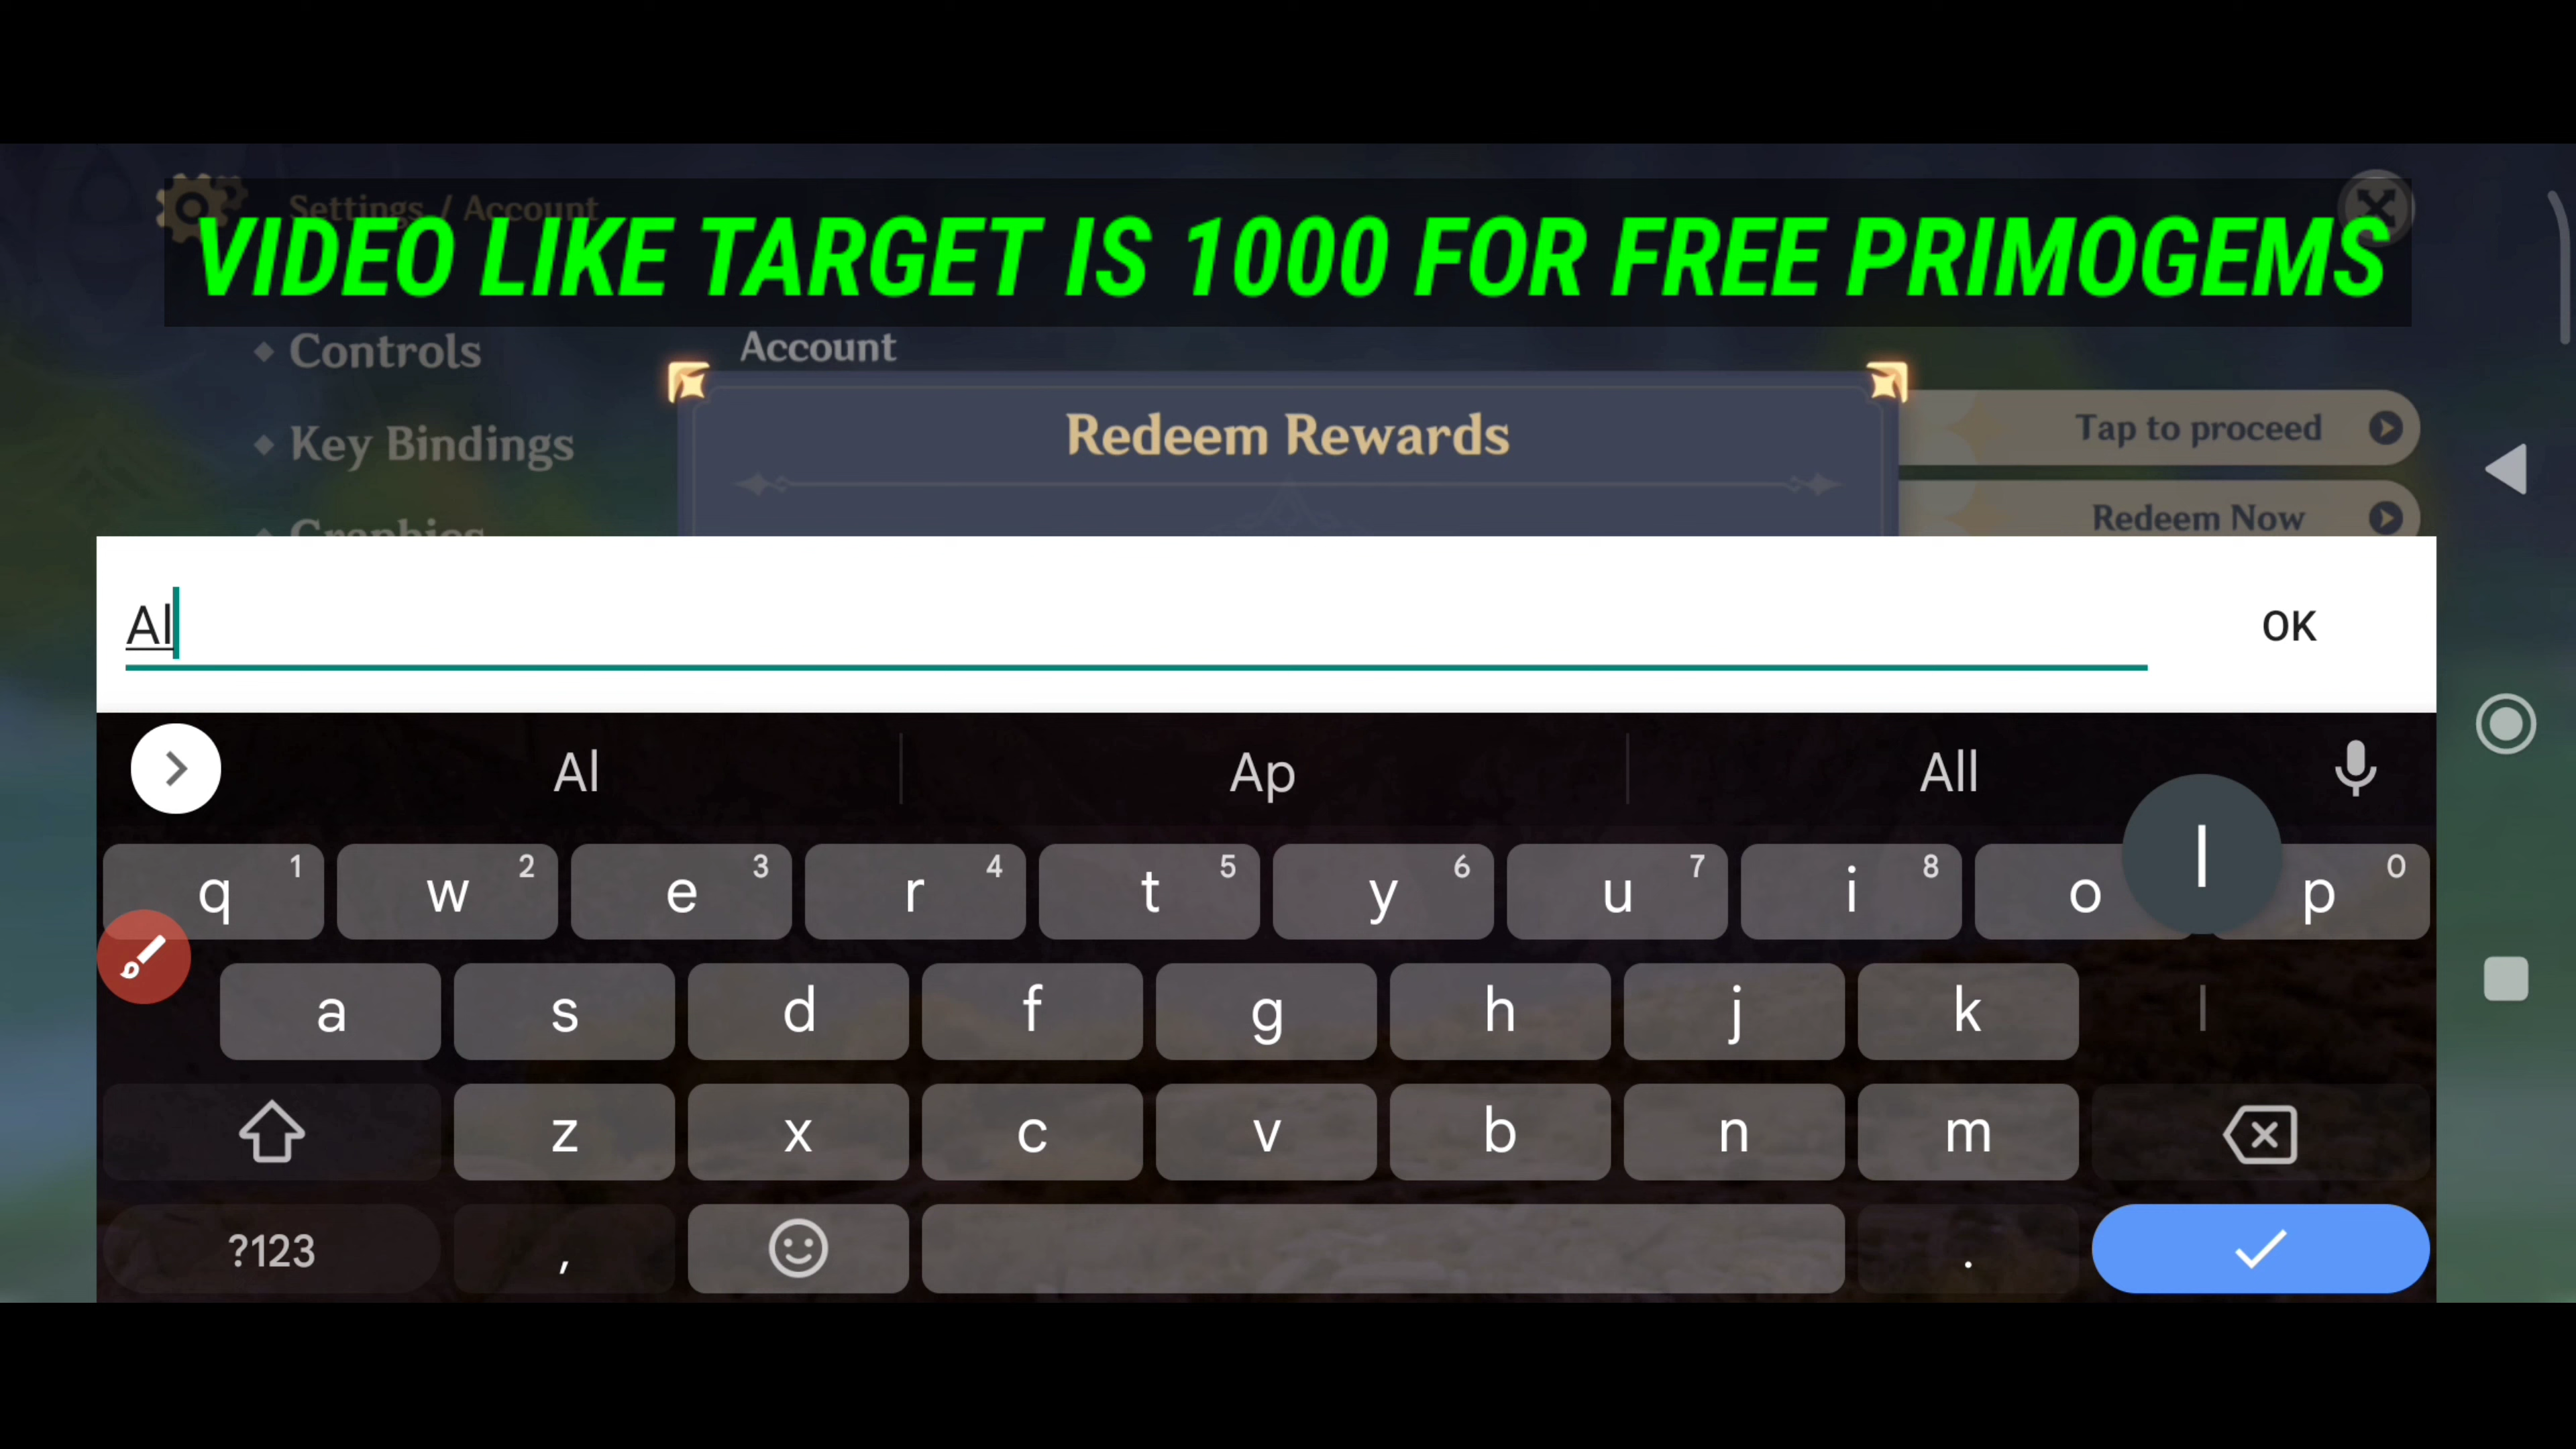 Settings / Account
VIDEO LIKE TARGET IS 1000 FOR FREE PRIMOGEMS
Controls
Account
Key Bindings
Redeem Rewards
Tap to proceed
Graphics
Redeem Now
Al
OK
Al Ap All
q 1 w 2 e 3 r 4 t 5 y 6 u 7 i 8 o l p 0
a s d f g h j k l
z x c v b n m
?123 , .